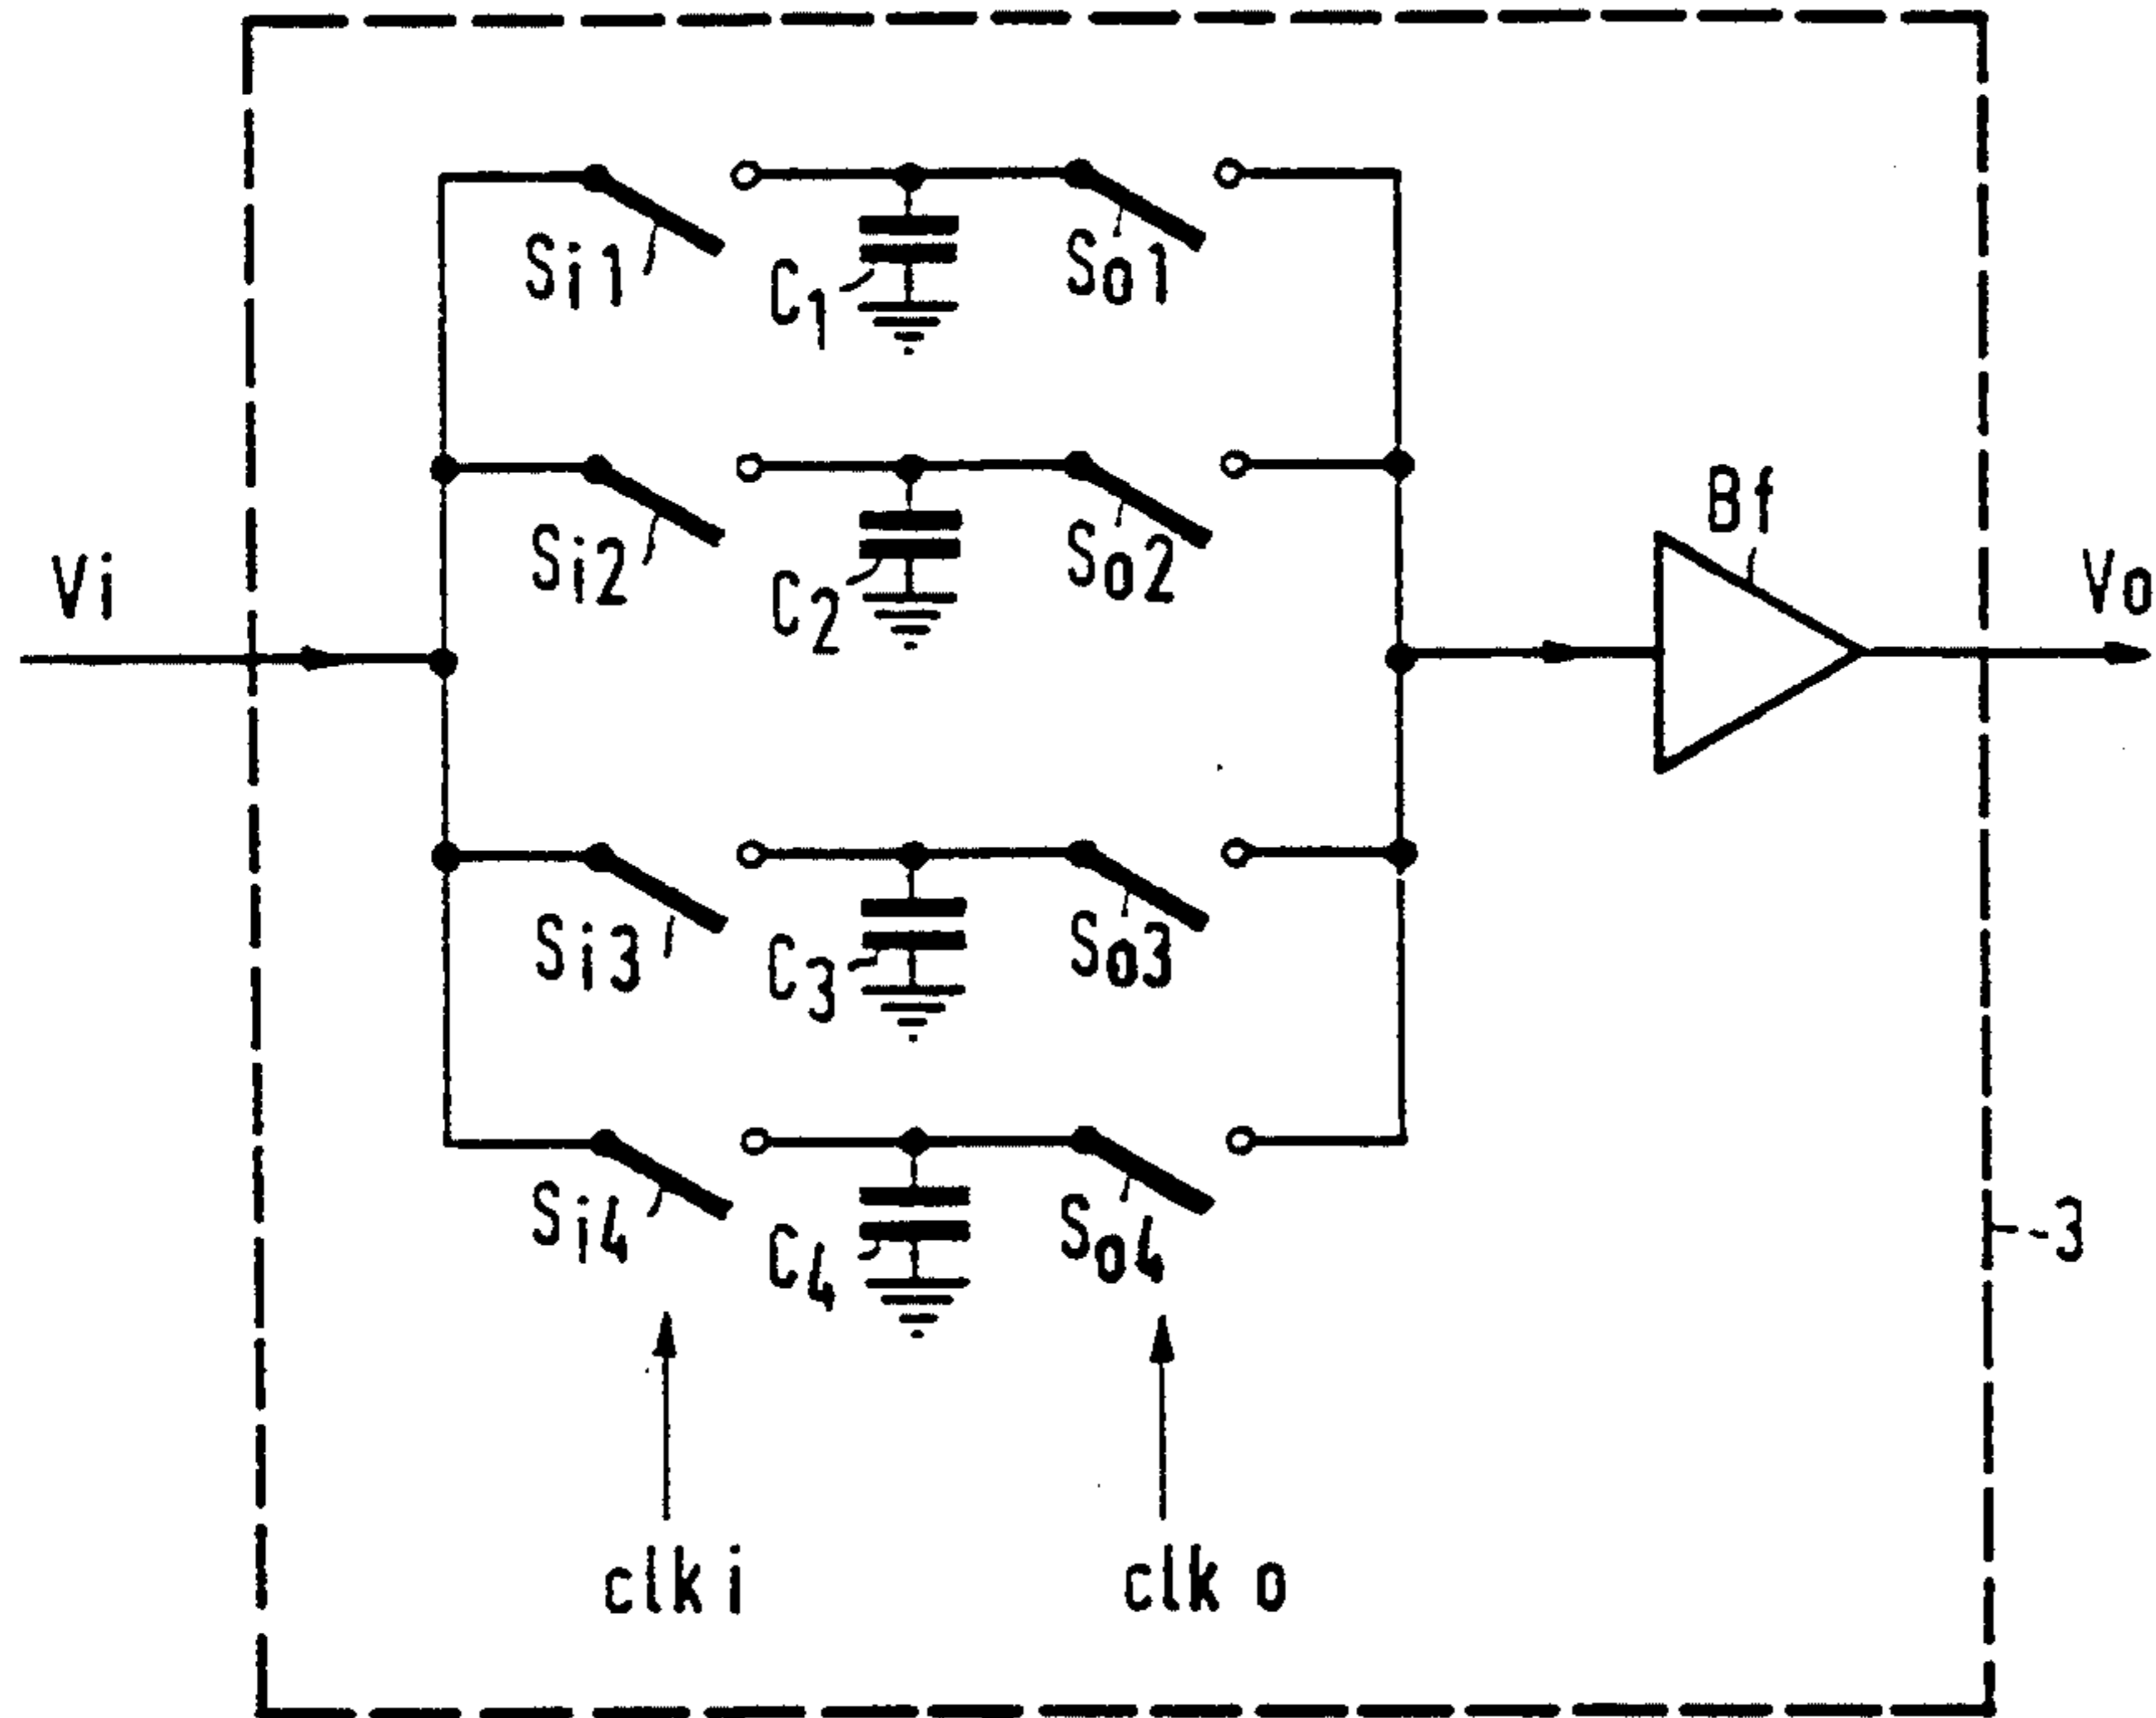 Si1
C1
So1
Si2
C2
So2
Bf
Vi
Vo
Si3
C3
So3
Si4
C4
So4
3
clk i
clk o